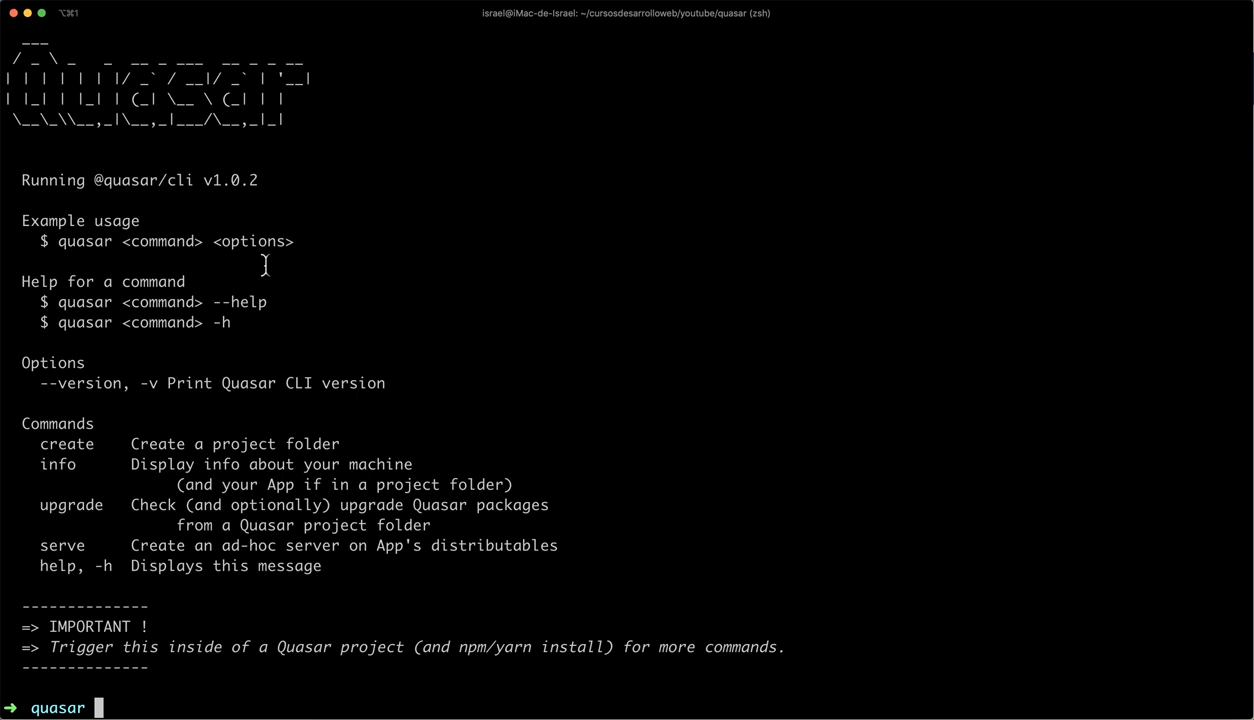 ⌥⌘1
israel@iMac-de-Israel: ~/cursosdesarrolloweb/youtube/quasar (zsh)
Quasar
Running @quasar/cli v1.0.2
Example usage
$ quasar <command> <options>
Help for a command
$ quasar <command> --help
$ quasar <command> -h
Options
--version, -v Print Quasar CLI version
Commands
create    Create a project folder
info      Display info about your machine
(and your App if in a project folder)
upgrade   Check (and optionally) upgrade Quasar packages
from a Quasar project folder
serve     Create an ad-hoc server on App's distributables
help, -h  Displays this message
--------------
=> IMPORTANT !
=> Trigger this inside of a Quasar project (and npm/yarn install) for more commands.
--------------
➜ quasar